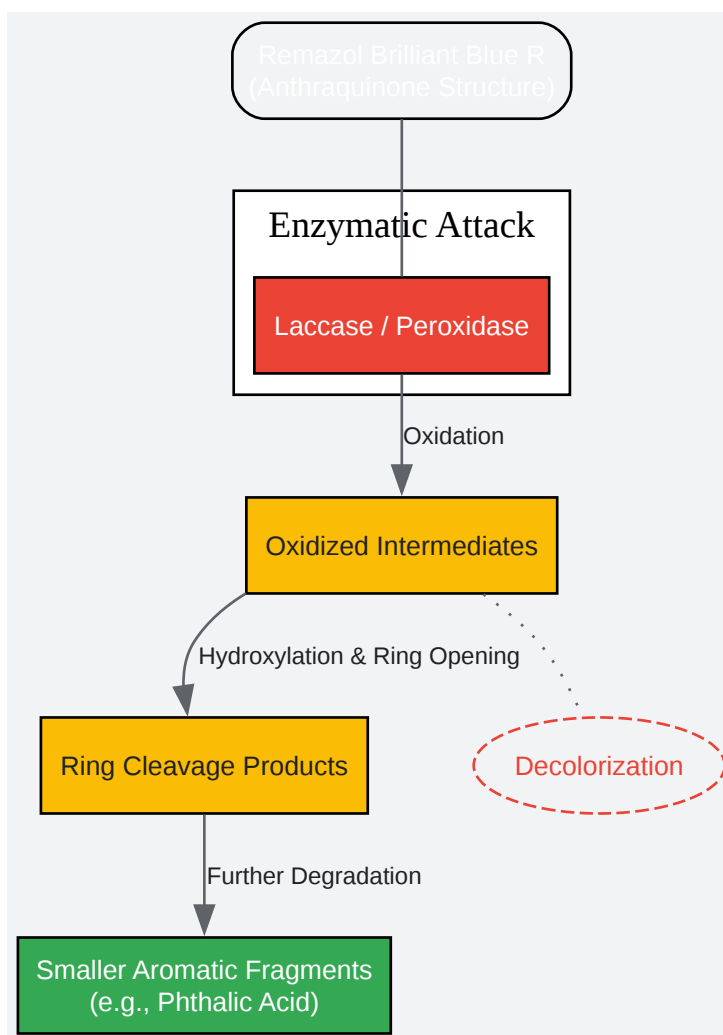 Remazol Brilliant Blue R
(Anthraquinone Structure)
Enzymatic Attack
Laccase / Peroxidase
Oxidation
Oxidized Intermediates
Hydroxylation & Ring Opening
Ring Cleavage Products
Decolorization
Further Degradation
Smaller Aromatic Fragments
(e.g., Phthalic Acid)